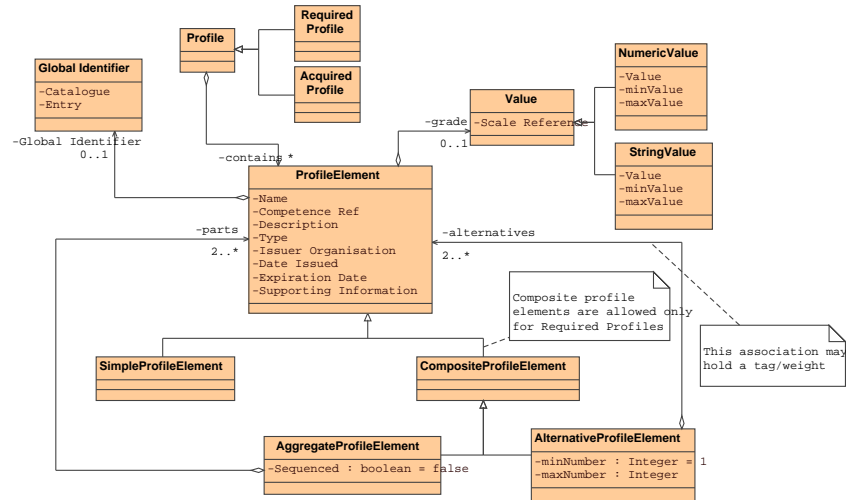 Required
Profile
Profile
Acquired
Profile
Global Identifier
-Catalogue
-Entry
NumericValue
-Value
-minValue
-maxValue
Value
-Scale Reference
StringValue
-Value
-minValue
-maxValue
-grade
0..1
-Global Identifier
0..1
-contains *
ProfileElement
-Name
-Competence Ref
-Description
-Type
-Issuer Organisation
-Date Issued
-Expiration Date
-Supporting Information
-parts
2..*
-alternatives
2..*
Composite profile
elements are allowed only
for Required Profiles
This association may
hold a tag/weight
SimpleProfileElement
CompositeProfileElement
AggregateProfileElement
-Sequenced : boolean = false
AlternativeProfileElement
-minNumber : Integer = 1
-maxNumber : Integer